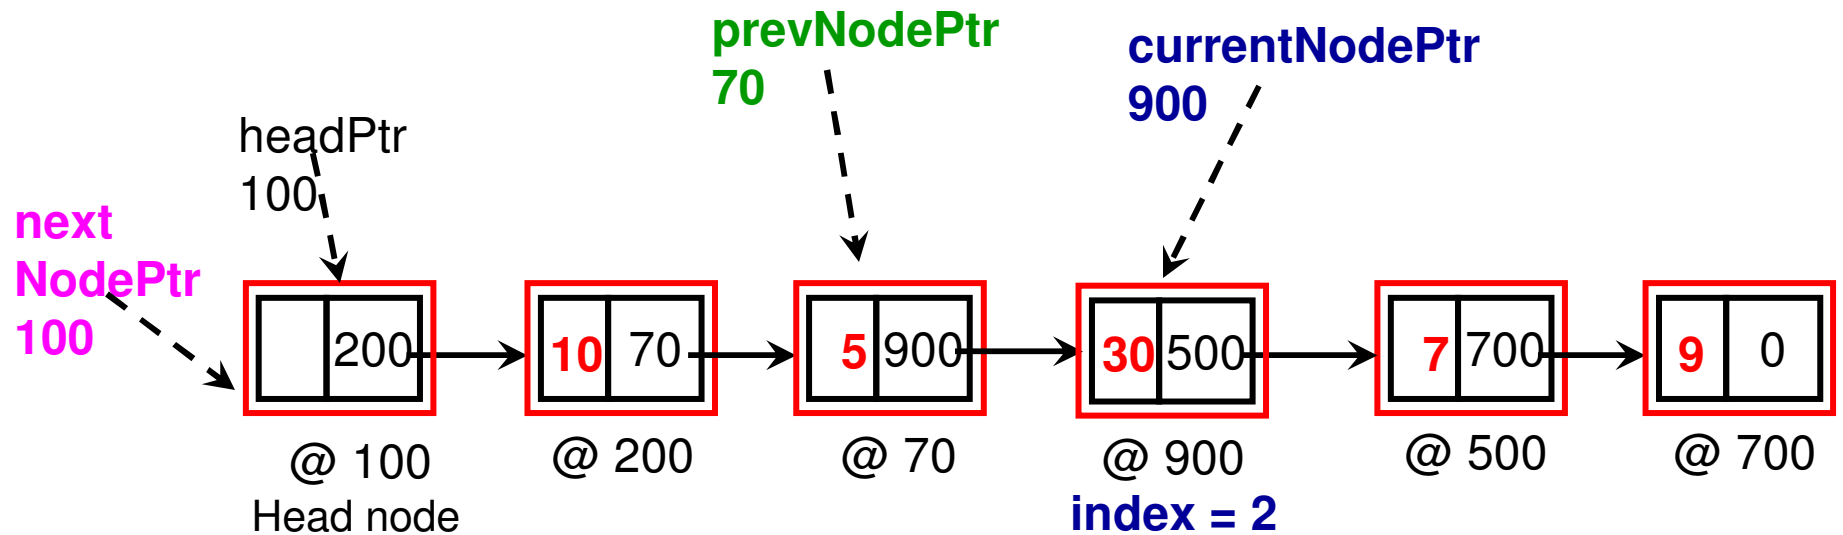 prevNodePtr
70
currentNodePtr
900
headPtr
100
next
NodePtr
100
200
10 70
5 900
30 500
7 700
9 0
@ 100
@ 200
@ 70
@ 900
@ 500
@ 700
Head node
index = 2